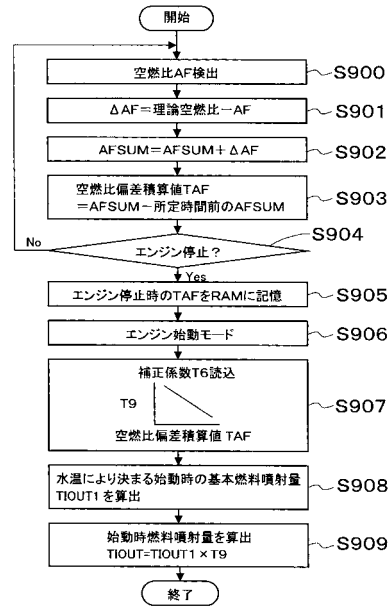 開始
空燃比AF検出
S900
ΔAF=理論空燃比-AF
S901
AFSUM=AFSUM+ΔAF
S902
空燃比偏差積算値TAF
=AFSUM-所定時間前のAFSUM
S903
エンジン停止?
S904
No
Yes
エンジン停止時のTAFをRAMに記憶
S905
エンジン始動モード
S906
補正係数T6読込
T9
空燃比偏差積算値 TAF
S907
水温により決まる始動時の基本燃料噴射量
TIOUT1を算出
S908
始動時燃料噴射量を算出
TIOUT=TIOUT1×T9
S909
終了